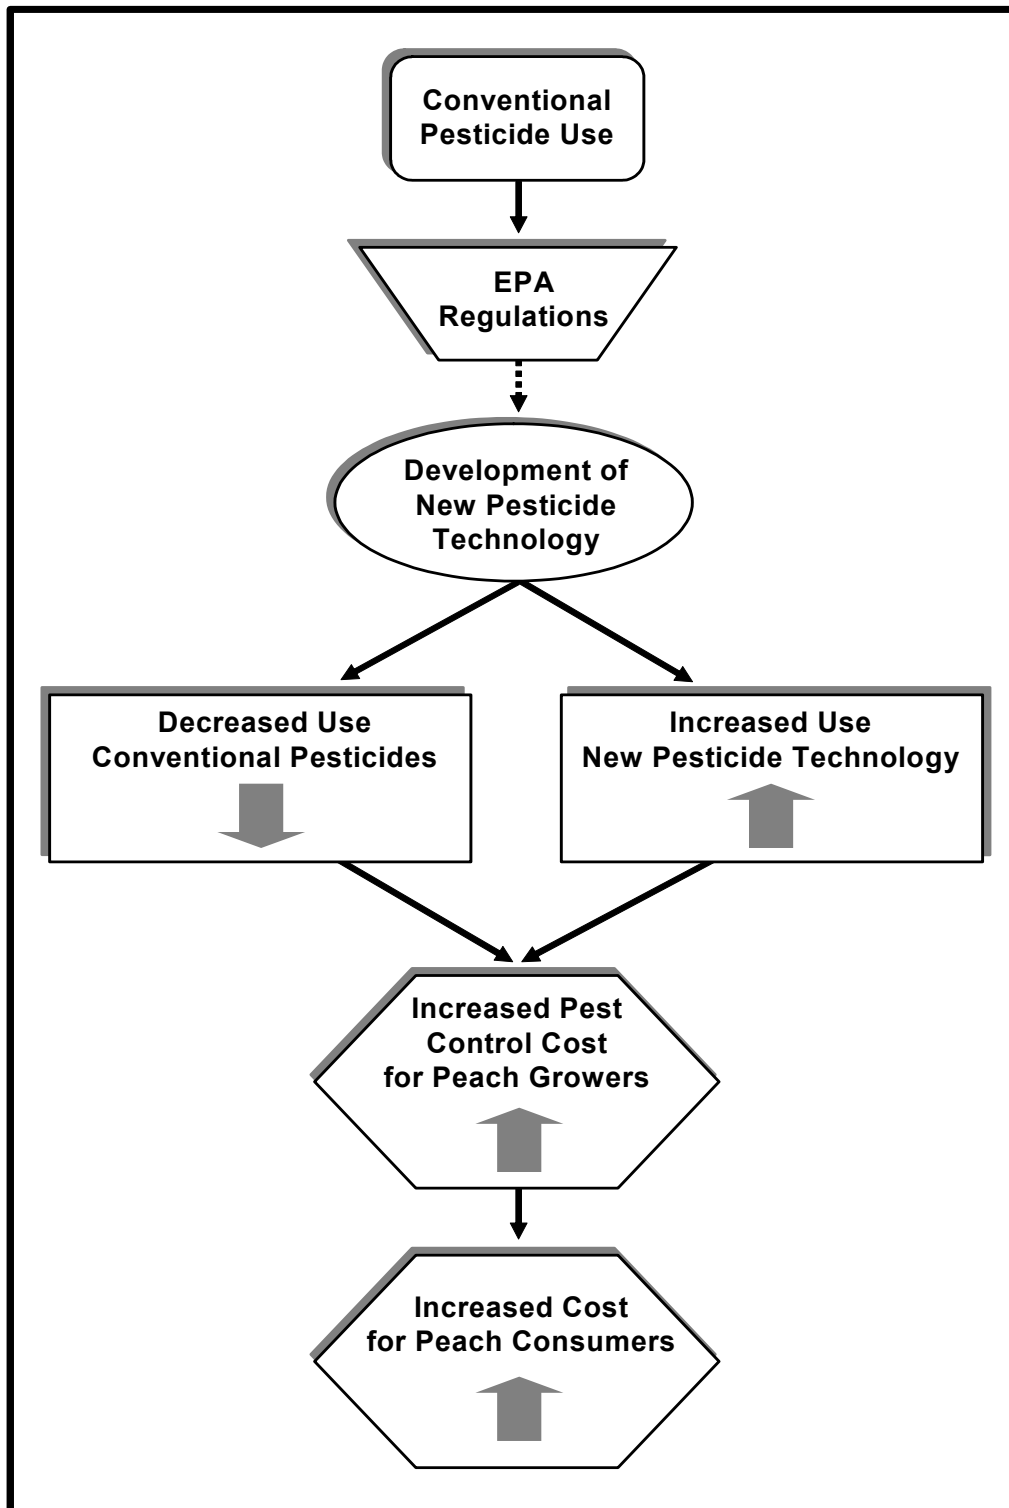 Conventional
Pesticide Use
EPA
Regulations
Development of
New Pesticide
Technology
Decreased Use
Conventional Pesticides
Increased Use
New Pesticide Technology
Increased Pest
Control Cost
for Peach Growers
Increased Cost
for Peach Consumers